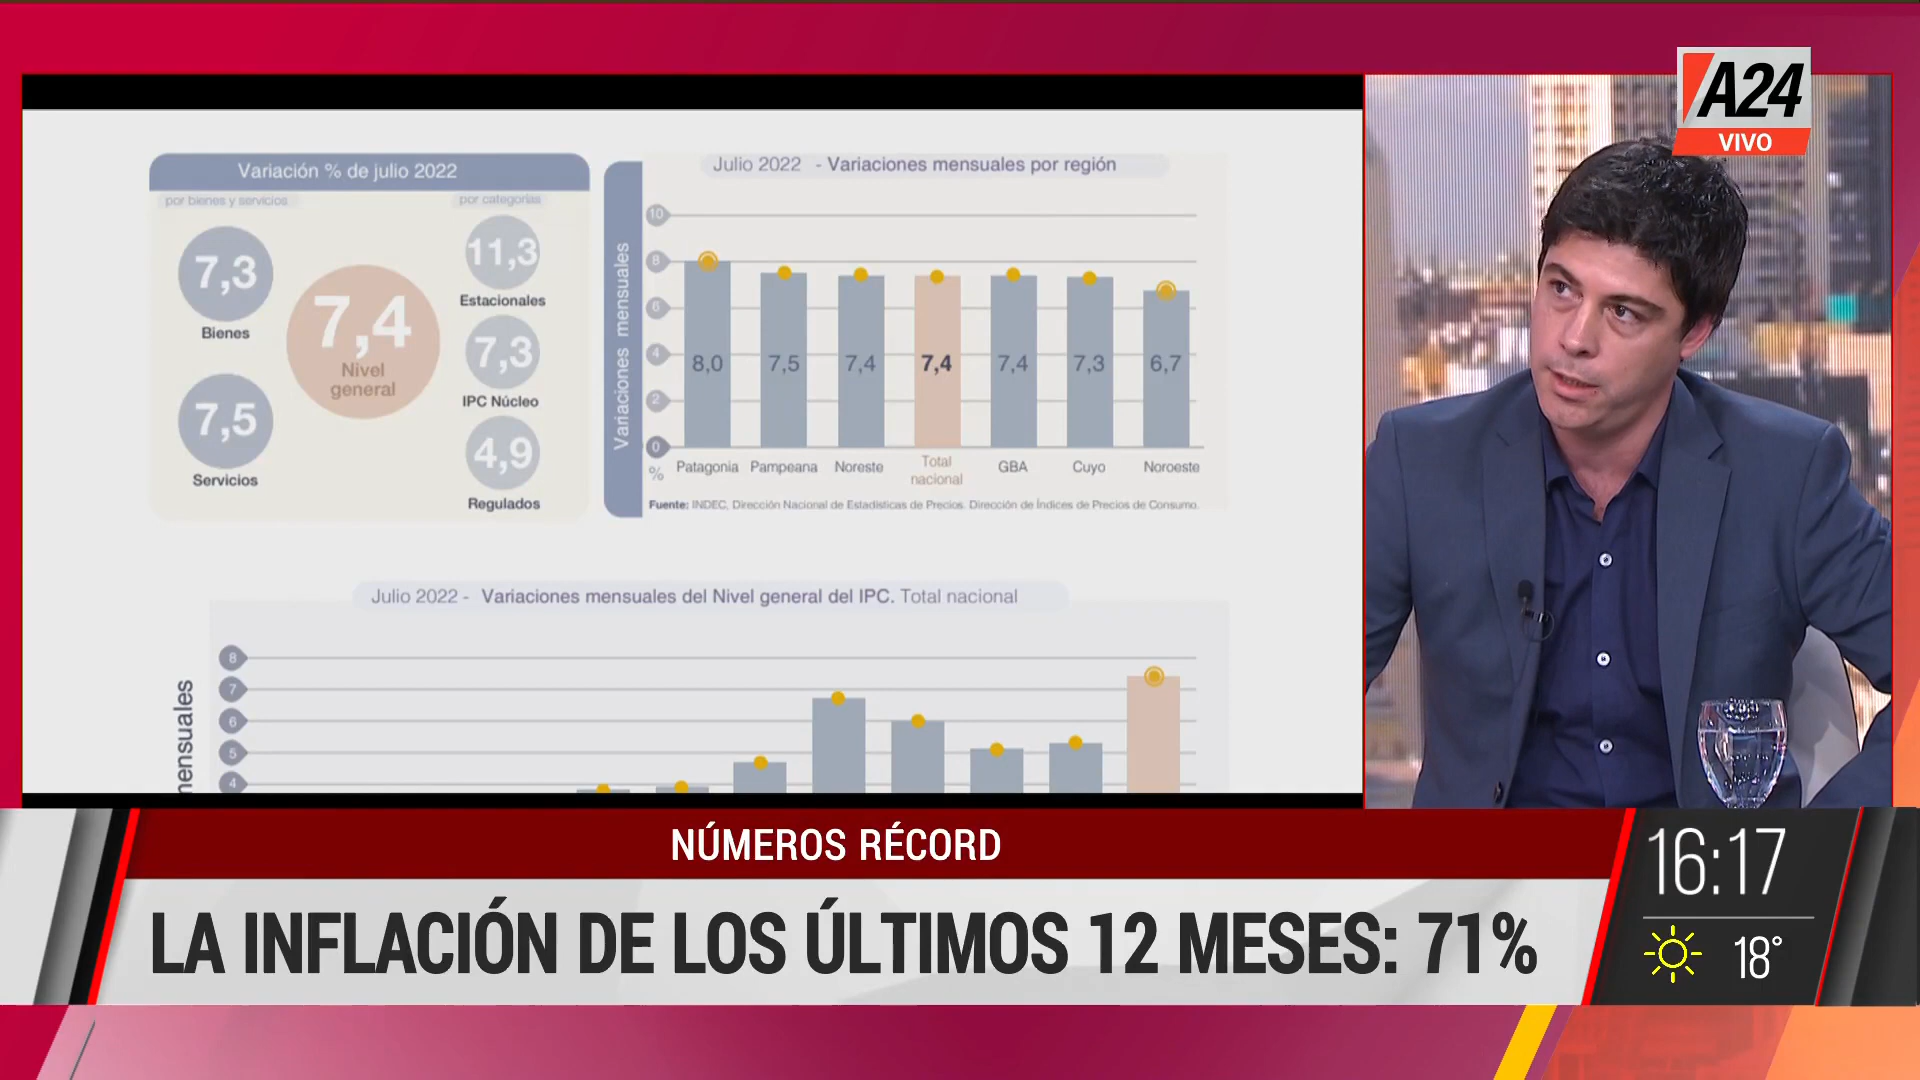 A24
VIVO
Variación % de julio 2022
por bienes y servicios
por categorías
7,3
Bienes
7,5
Servicios
7,4
Nivel
general
11,3
Estacionales
7,3
IPC Núcleo
4,9
Regulados
Julio 2022 - Variaciones mensuales por región
Variaciones mensuales
10
8
6
4
2
0
%
8,0
7,5
7,4
7,4
7,4
7,3
6,7
Patagonia
Pampeana
Noreste
Total
nacional
GBA
Cuyo
Noroeste
Fuente: INDEC, Dirección Nacional de Estadísticas de Precios. Dirección de Índices de Precios de Consumo.
Julio 2022 - Variaciones mensuales del Nivel general del IPC. Total nacional
mensuales
8
7
6
5
4
NÚMEROS RÉCORD
LA INFLACIÓN DE LOS ÚLTIMOS 12 MESES: 71%
16:17
18°